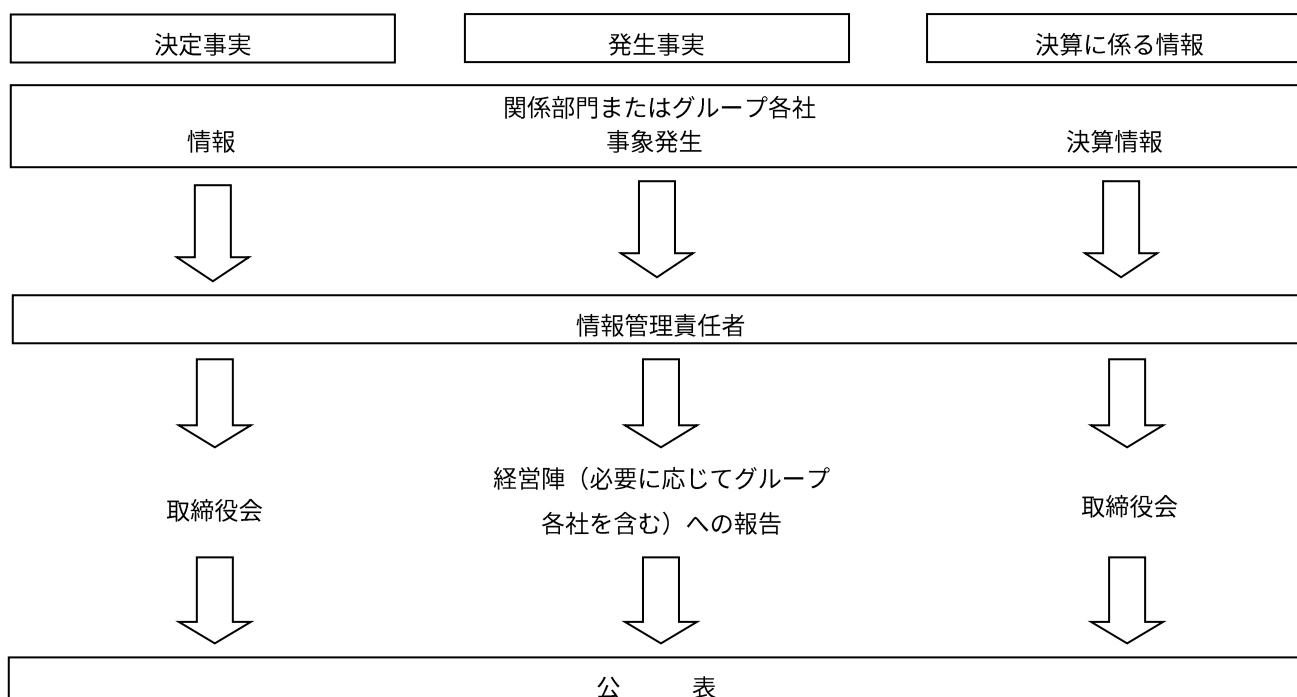 決定事実
発生事実
決算に係る情報
関係部門またはグループ各社
情報
事象発生
決算情報
情報管理責任者
取締役会
経営陣（必要に応じてグループ
各社を含む）への報告
取締役会
公　　　表